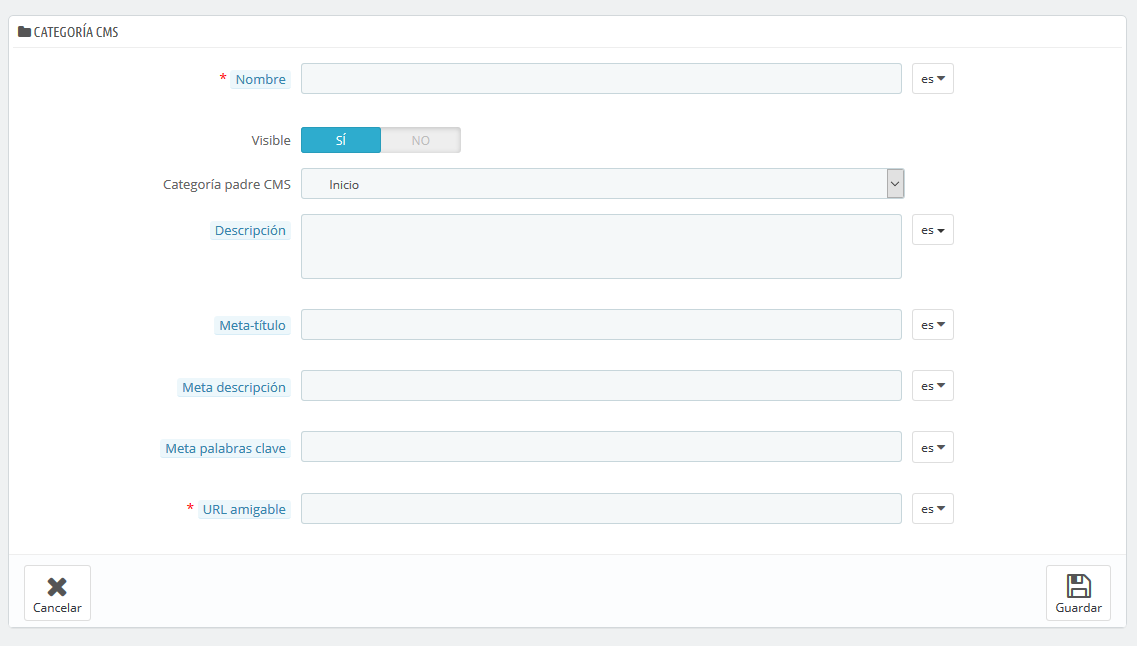 CATEGORÍA CMS
* Nombre es
Visible SÍ NO
Categoría padre CMS Inicio
Descripción es
Meta-título es
Meta descripción es
Meta palabras clave es
* URL amigable es
Cancelar Guardar